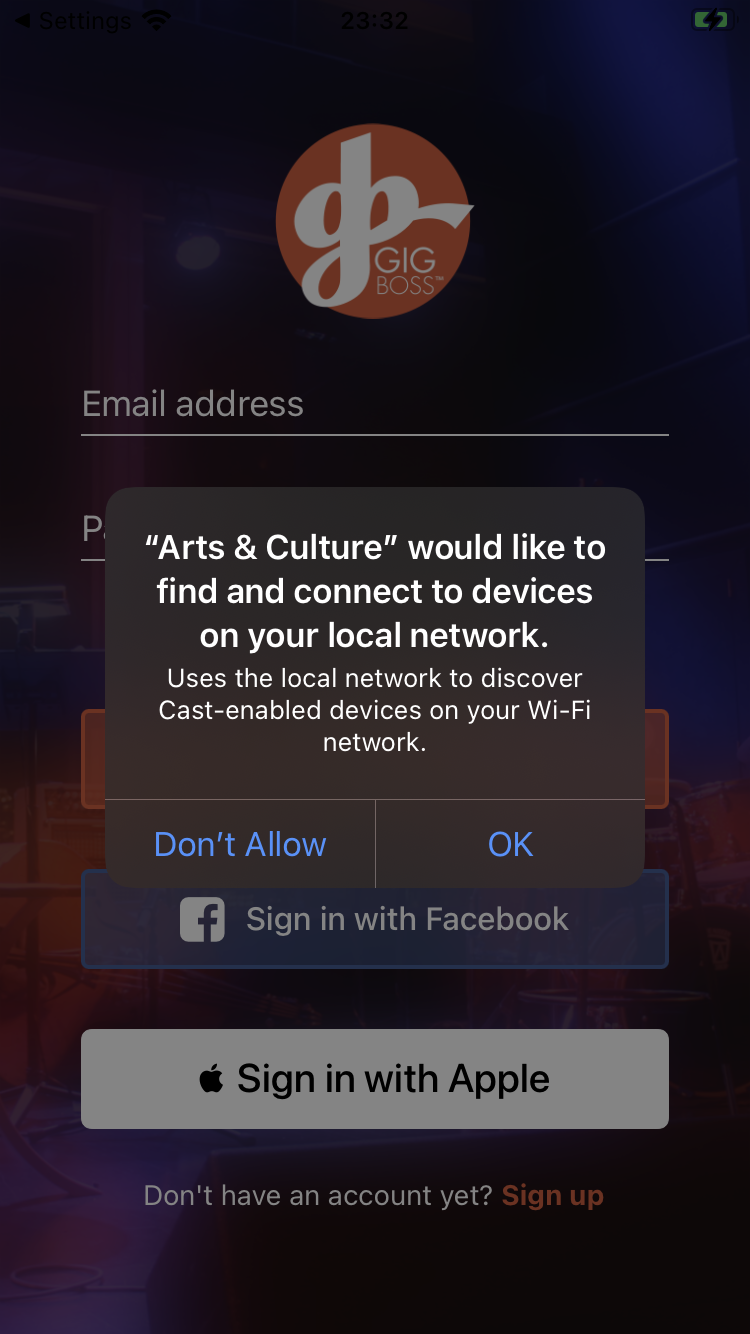 Settings
23:32
GIG
BOSS™
Email address
“Arts & Culture” would like to
find and connect to devices
on your local network.
Uses the local network to discover
Cast-enabled devices on your Wi-Fi
network.
Don’t Allow
OK
Sign in with Facebook
Sign in with Apple
Don't have an account yet? Sign up